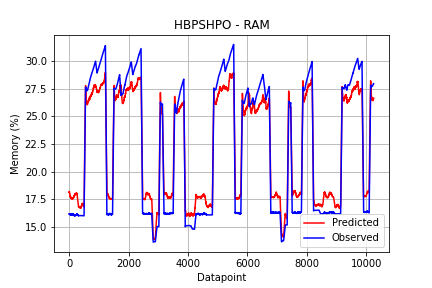 HBPSHPO - RAM
30.0
27.5
25.0
22.5
20.0
17.5
15.0
Memory (%)
0
2000
4000
6000
8000
10000
Datapoint
Predicted
Observed